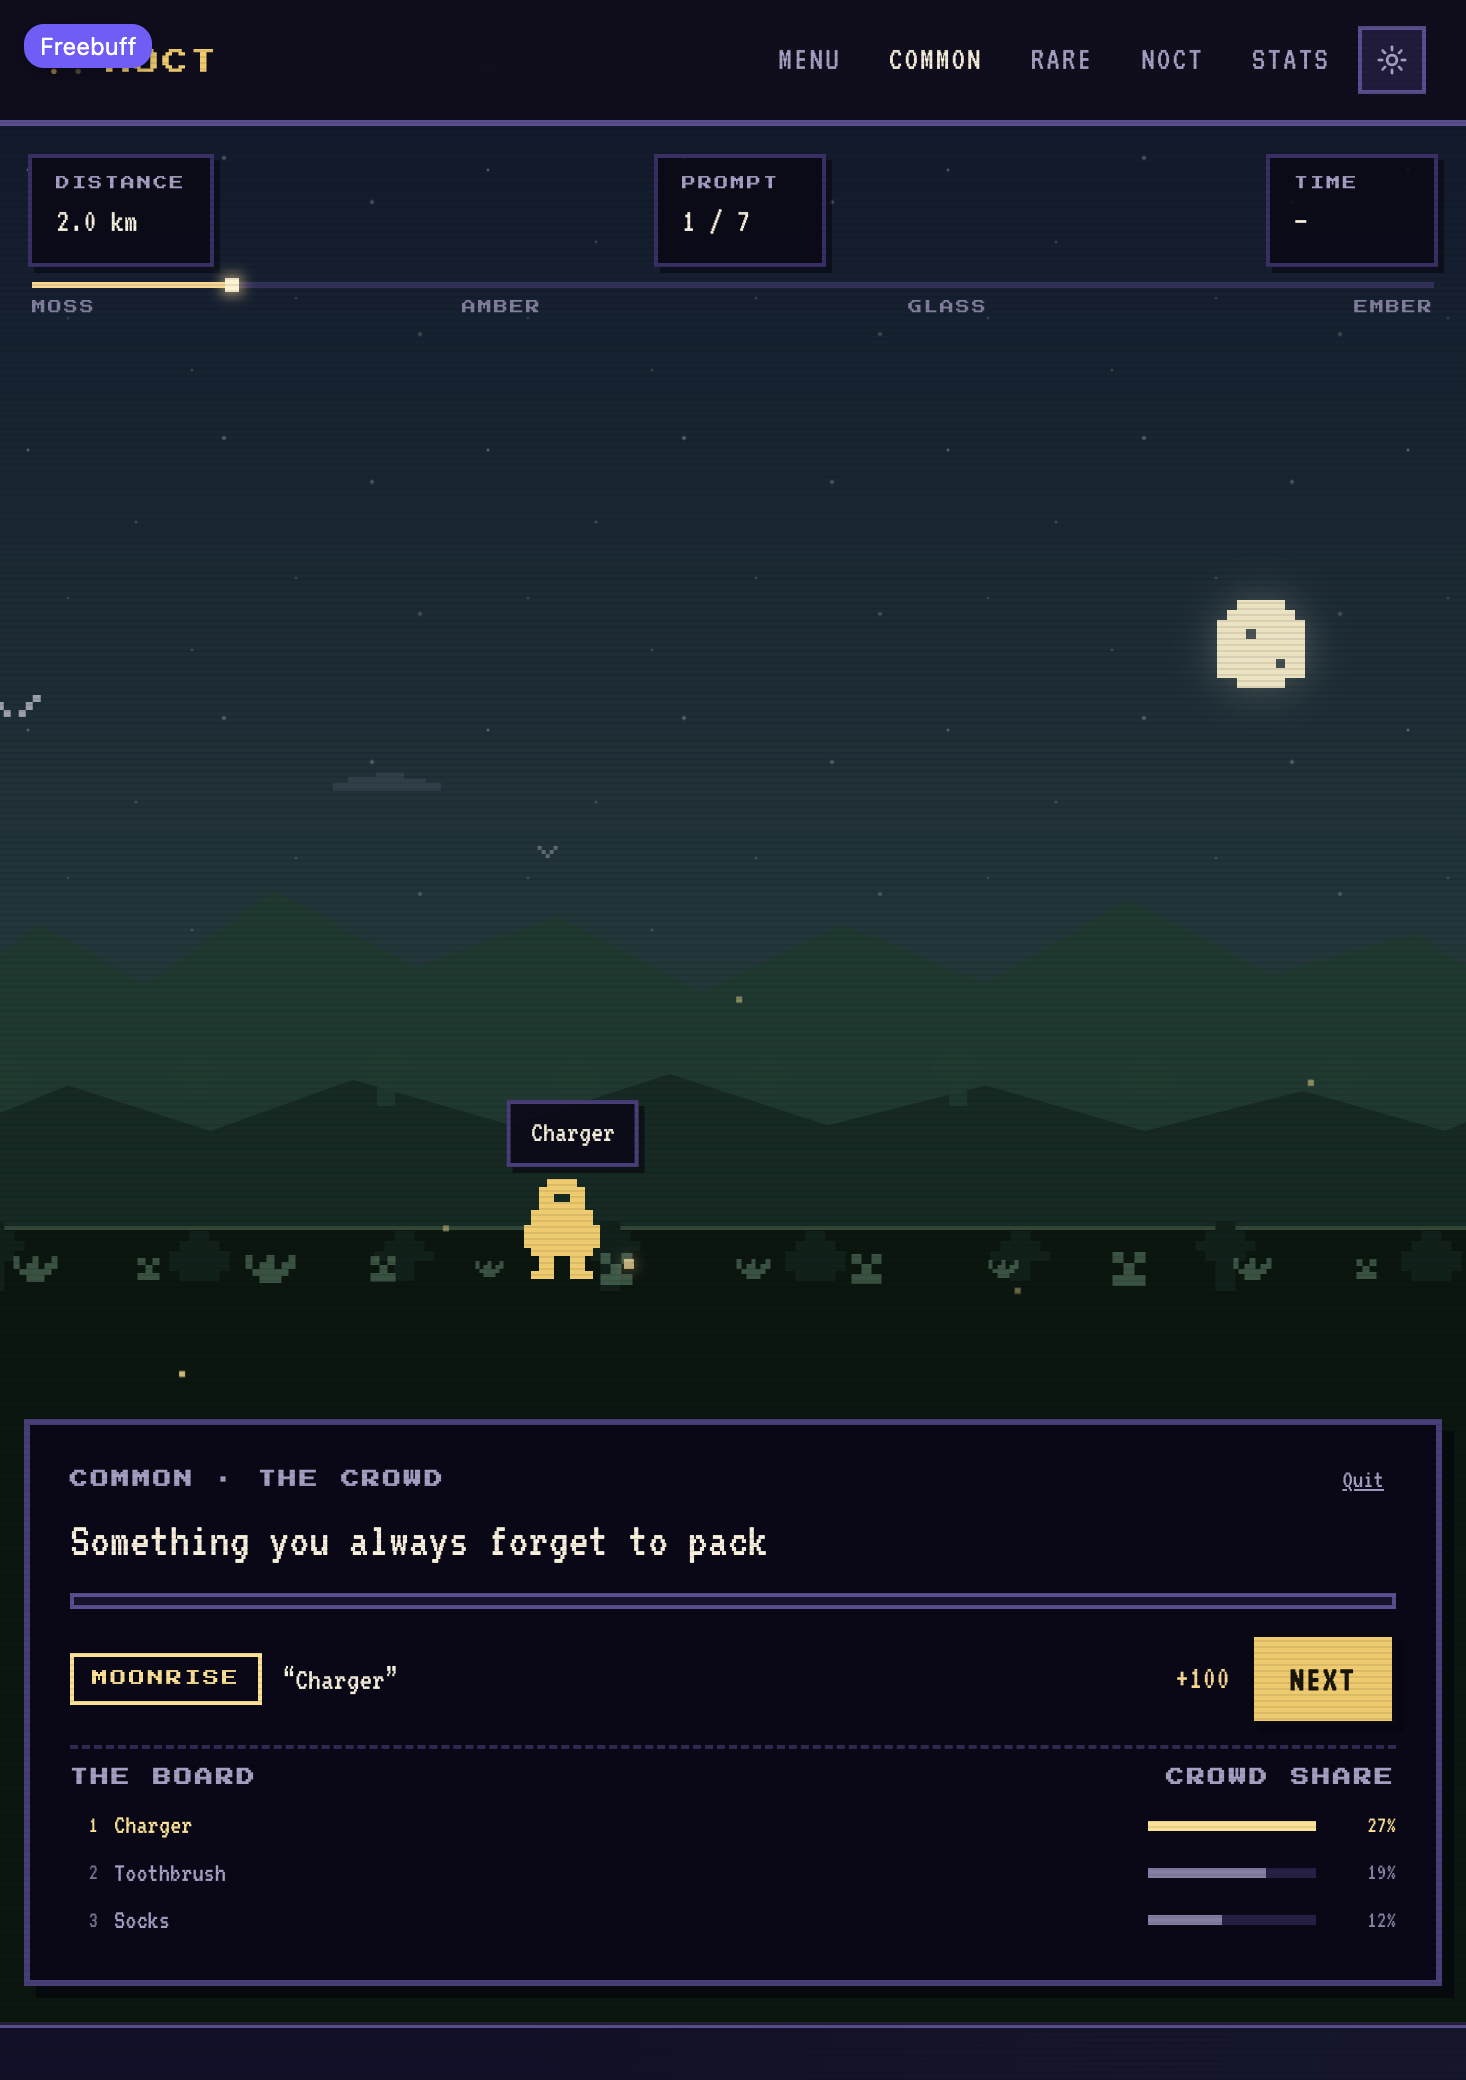 Freebuff
MENU COMMON RARE NOCT STATS
DISTANCE
2.0 km
PROMPT
1 / 7
TIME
—
MOSS AMBER GLASS EMBER
Charger
COMMON · THE CROWD
Quit
Something you always forget to pack
MOONRISE “Charger” +100 NEXT
THE BOARD CROWD SHARE
1 Charger 27%
2 Toothbrush 19%
3 Socks 12%